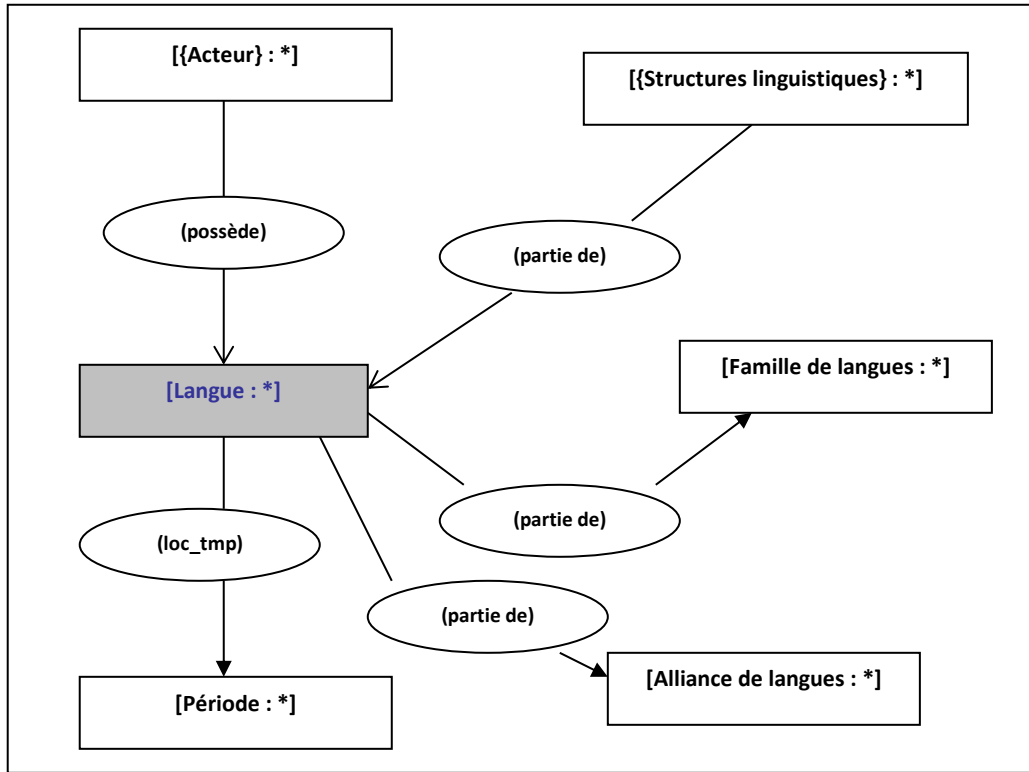 [{Acteur} : *]
[{Structures linguistiques} : *]
(possède)
(partie de)
[Langue : *]
[Famille de langues : *]
(partie de)
(loc_tmp)
(partie de)
[Alliance de langues : *]
[Période : *]